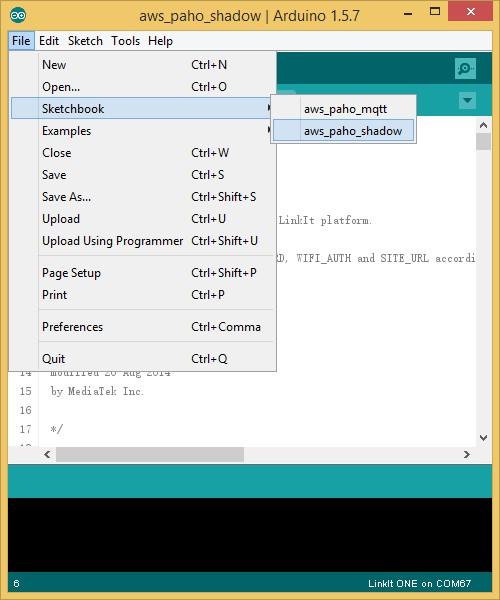 aws_paho_shadow | Arduino 1.5.7
File Edit Sketch Tools Help
New Ctrl+N
Open... Ctrl+O
Sketchbook
aws_paho_mqtt
Examples
aws_paho_shadow
Close Ctrl+W
Save Ctrl+S
Save As... Ctrl+Shift+S
Upload Ctrl+U
LinkIt platform.
Upload Using Programmer Ctrl+Shift+U
RD, WIFI_AUTH and SITE_URL accordi
Page Setup Ctrl+Shift+P
Print Ctrl+P
Preferences Ctrl+Comma
Quit Ctrl+Q
14 modified 20 Aug 2014
15 by MediaTek Inc.
16
17 */
6 LinkIt ONE on COM67